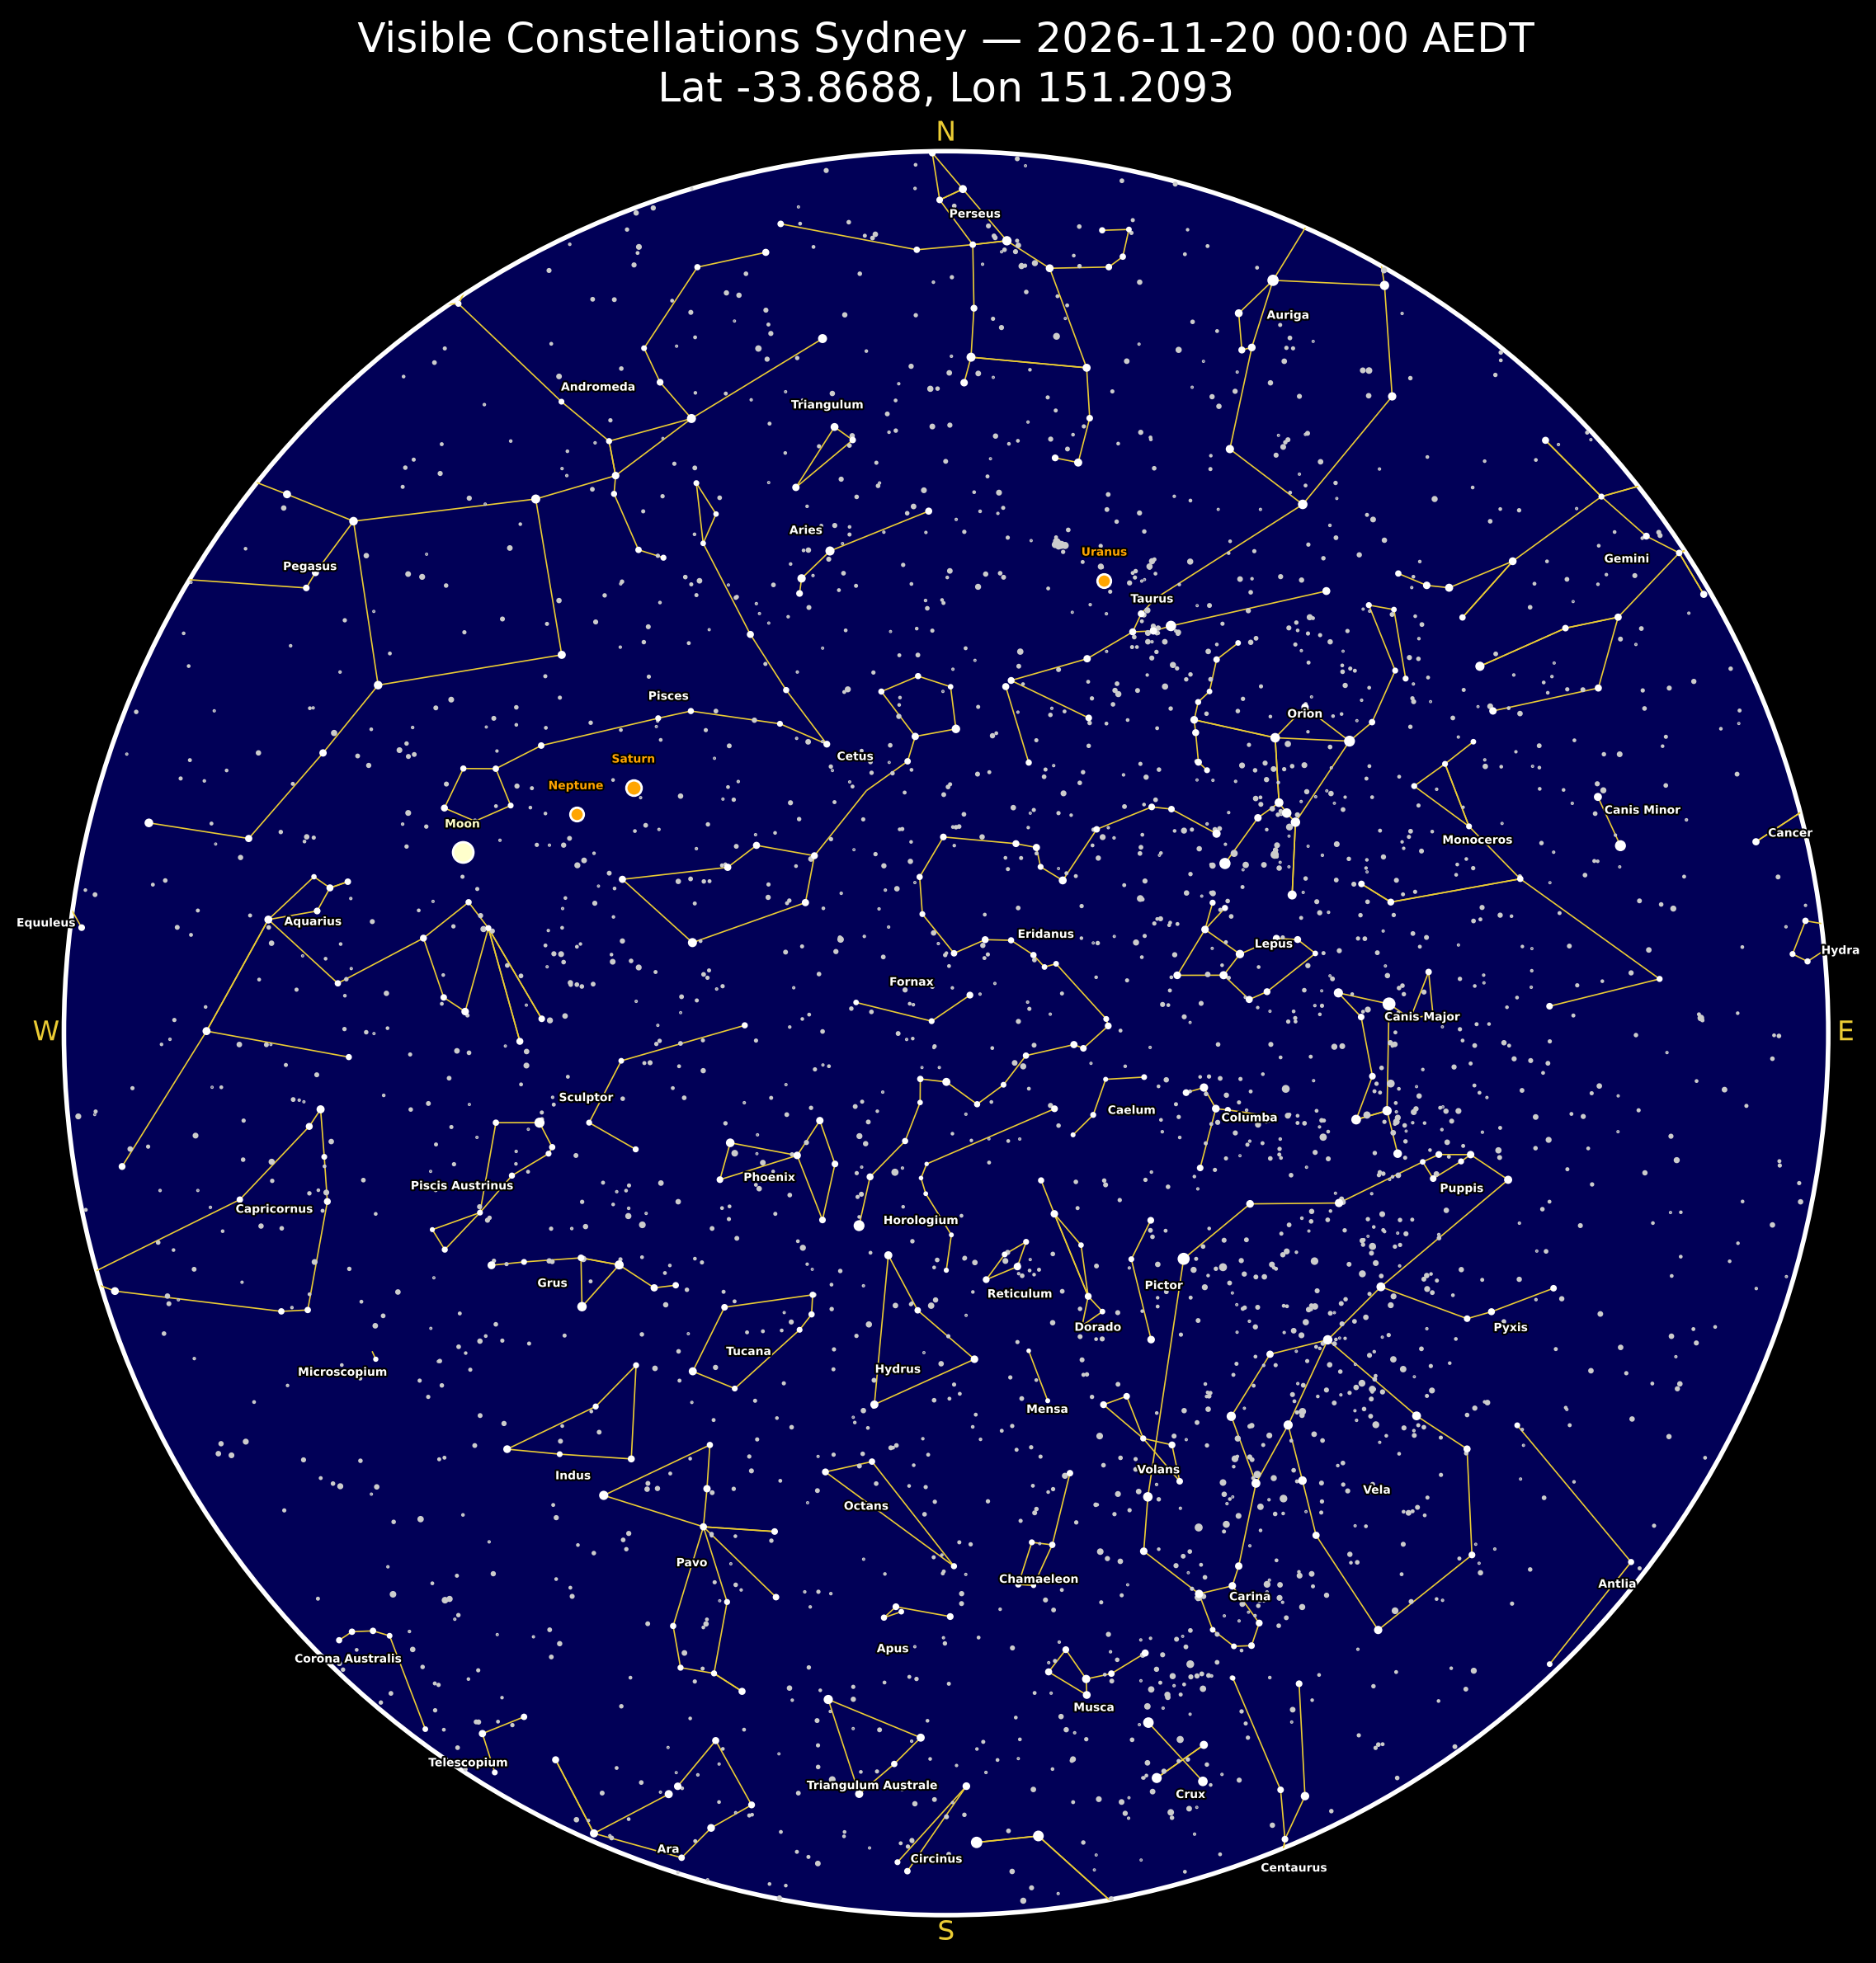 Visible Constellations Sydney — 2026-11-20 00:00 AEDT
Lat -33.8688, Lon 151.2093
N
Perseus
Auriga
Andromeda
Triangulum
Aries
Uranus
Gemini
Pegasus
Taurus
Pisces
Orion
Cetus
Saturn
Neptune
Canis Minor
Moon
Cancer
Monoceros
Equuleus
Aquarius
Eridanus
Lepus
Hydra
Fornax
Canis Major
W
E
Sculptor
Caelum
Columba
Phoenix
Piscis Austrinus
Puppis
Capricornus
Horologium
Grus
Pictor
Reticulum
Dorado
Pyxis
Tucana
Hydrus
Microscopium
Mensa
Volans
Indus
Vela
Octans
Pavo
Chamaeleon
Antlia
Carina
Apus
Corona Australis
Musca
Telescopium
Triangulum Australe
Crux
Ara
Circinus
Centaurus
S